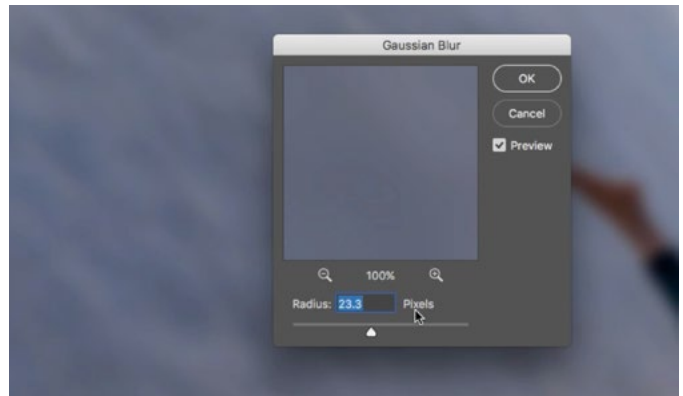 Gaussian Blur
OK
Cancel
Preview
100%
Radius: 23.3 Pixels